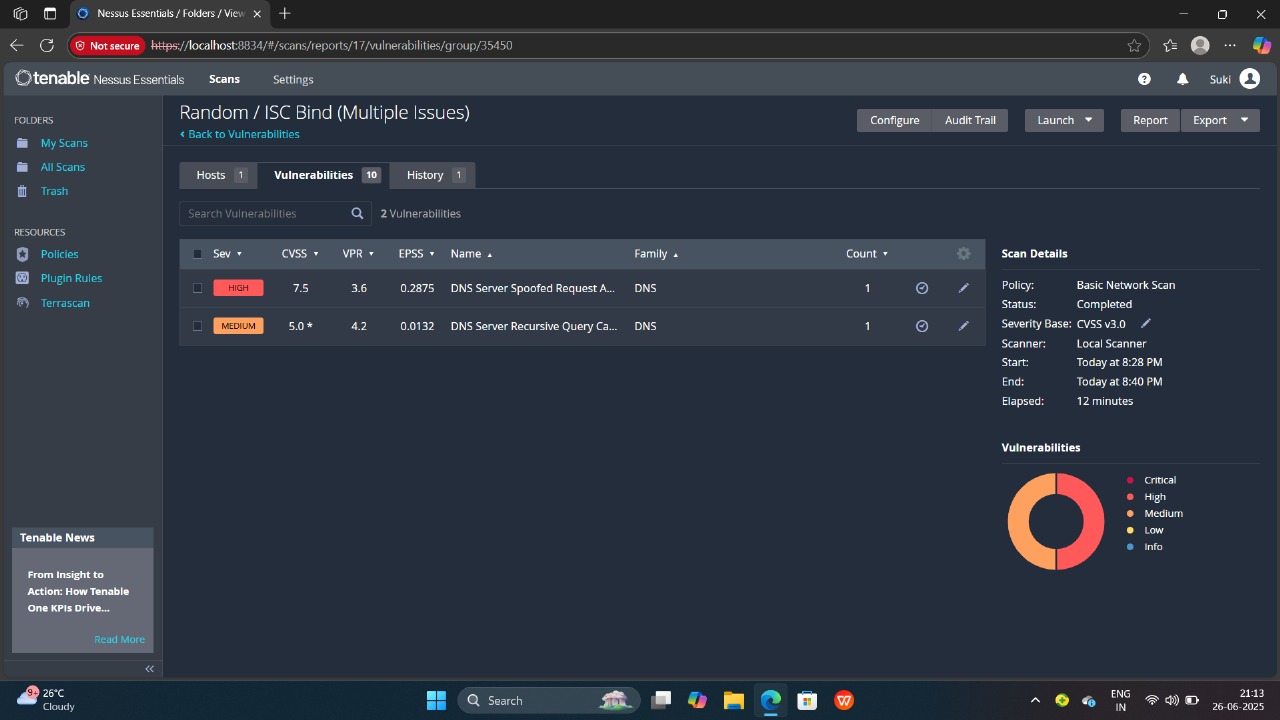 Nessus Essentials / Folders / View
Not secure
https://localhost:8834/#/scans/reports/17/vulnerabilities/group/35450
tenable Nessus Essentials
Scans
Settings
Suki
FOLDERS
My Scans
All Scans
Trash
RESOURCES
Policies
Plugin Rules
Terrascan
Tenable News
From Insight to
Action: How Tenable
One KPIs Drive...
Read More
Random / ISC Bind (Multiple Issues)
Back to Vulnerabilities
Configure
Audit Trail
Launch
Report
Export
Hosts 1
Vulnerabilities 10
History 1
Search Vulnerabilities
2 Vulnerabilities
Sev CVSS VPR EPSS Name Family Count
HIGH 7.5 3.6 0.2875 DNS Server Spoofed Request A... DNS 1
MEDIUM 5.0 * 4.2 0.0132 DNS Server Recursive Query Ca... DNS 1
Scan Details
Policy: Basic Network Scan
Status: Completed
Severity Base: CVSS v3.0
Scanner: Local Scanner
Start: Today at 8:28 PM
End: Today at 8:40 PM
Elapsed: 12 minutes
Vulnerabilities
Critical
High
Medium
Low
Info
9+
26°C
Cloudy
Search
ENG
IN
21:13
26-06-2025